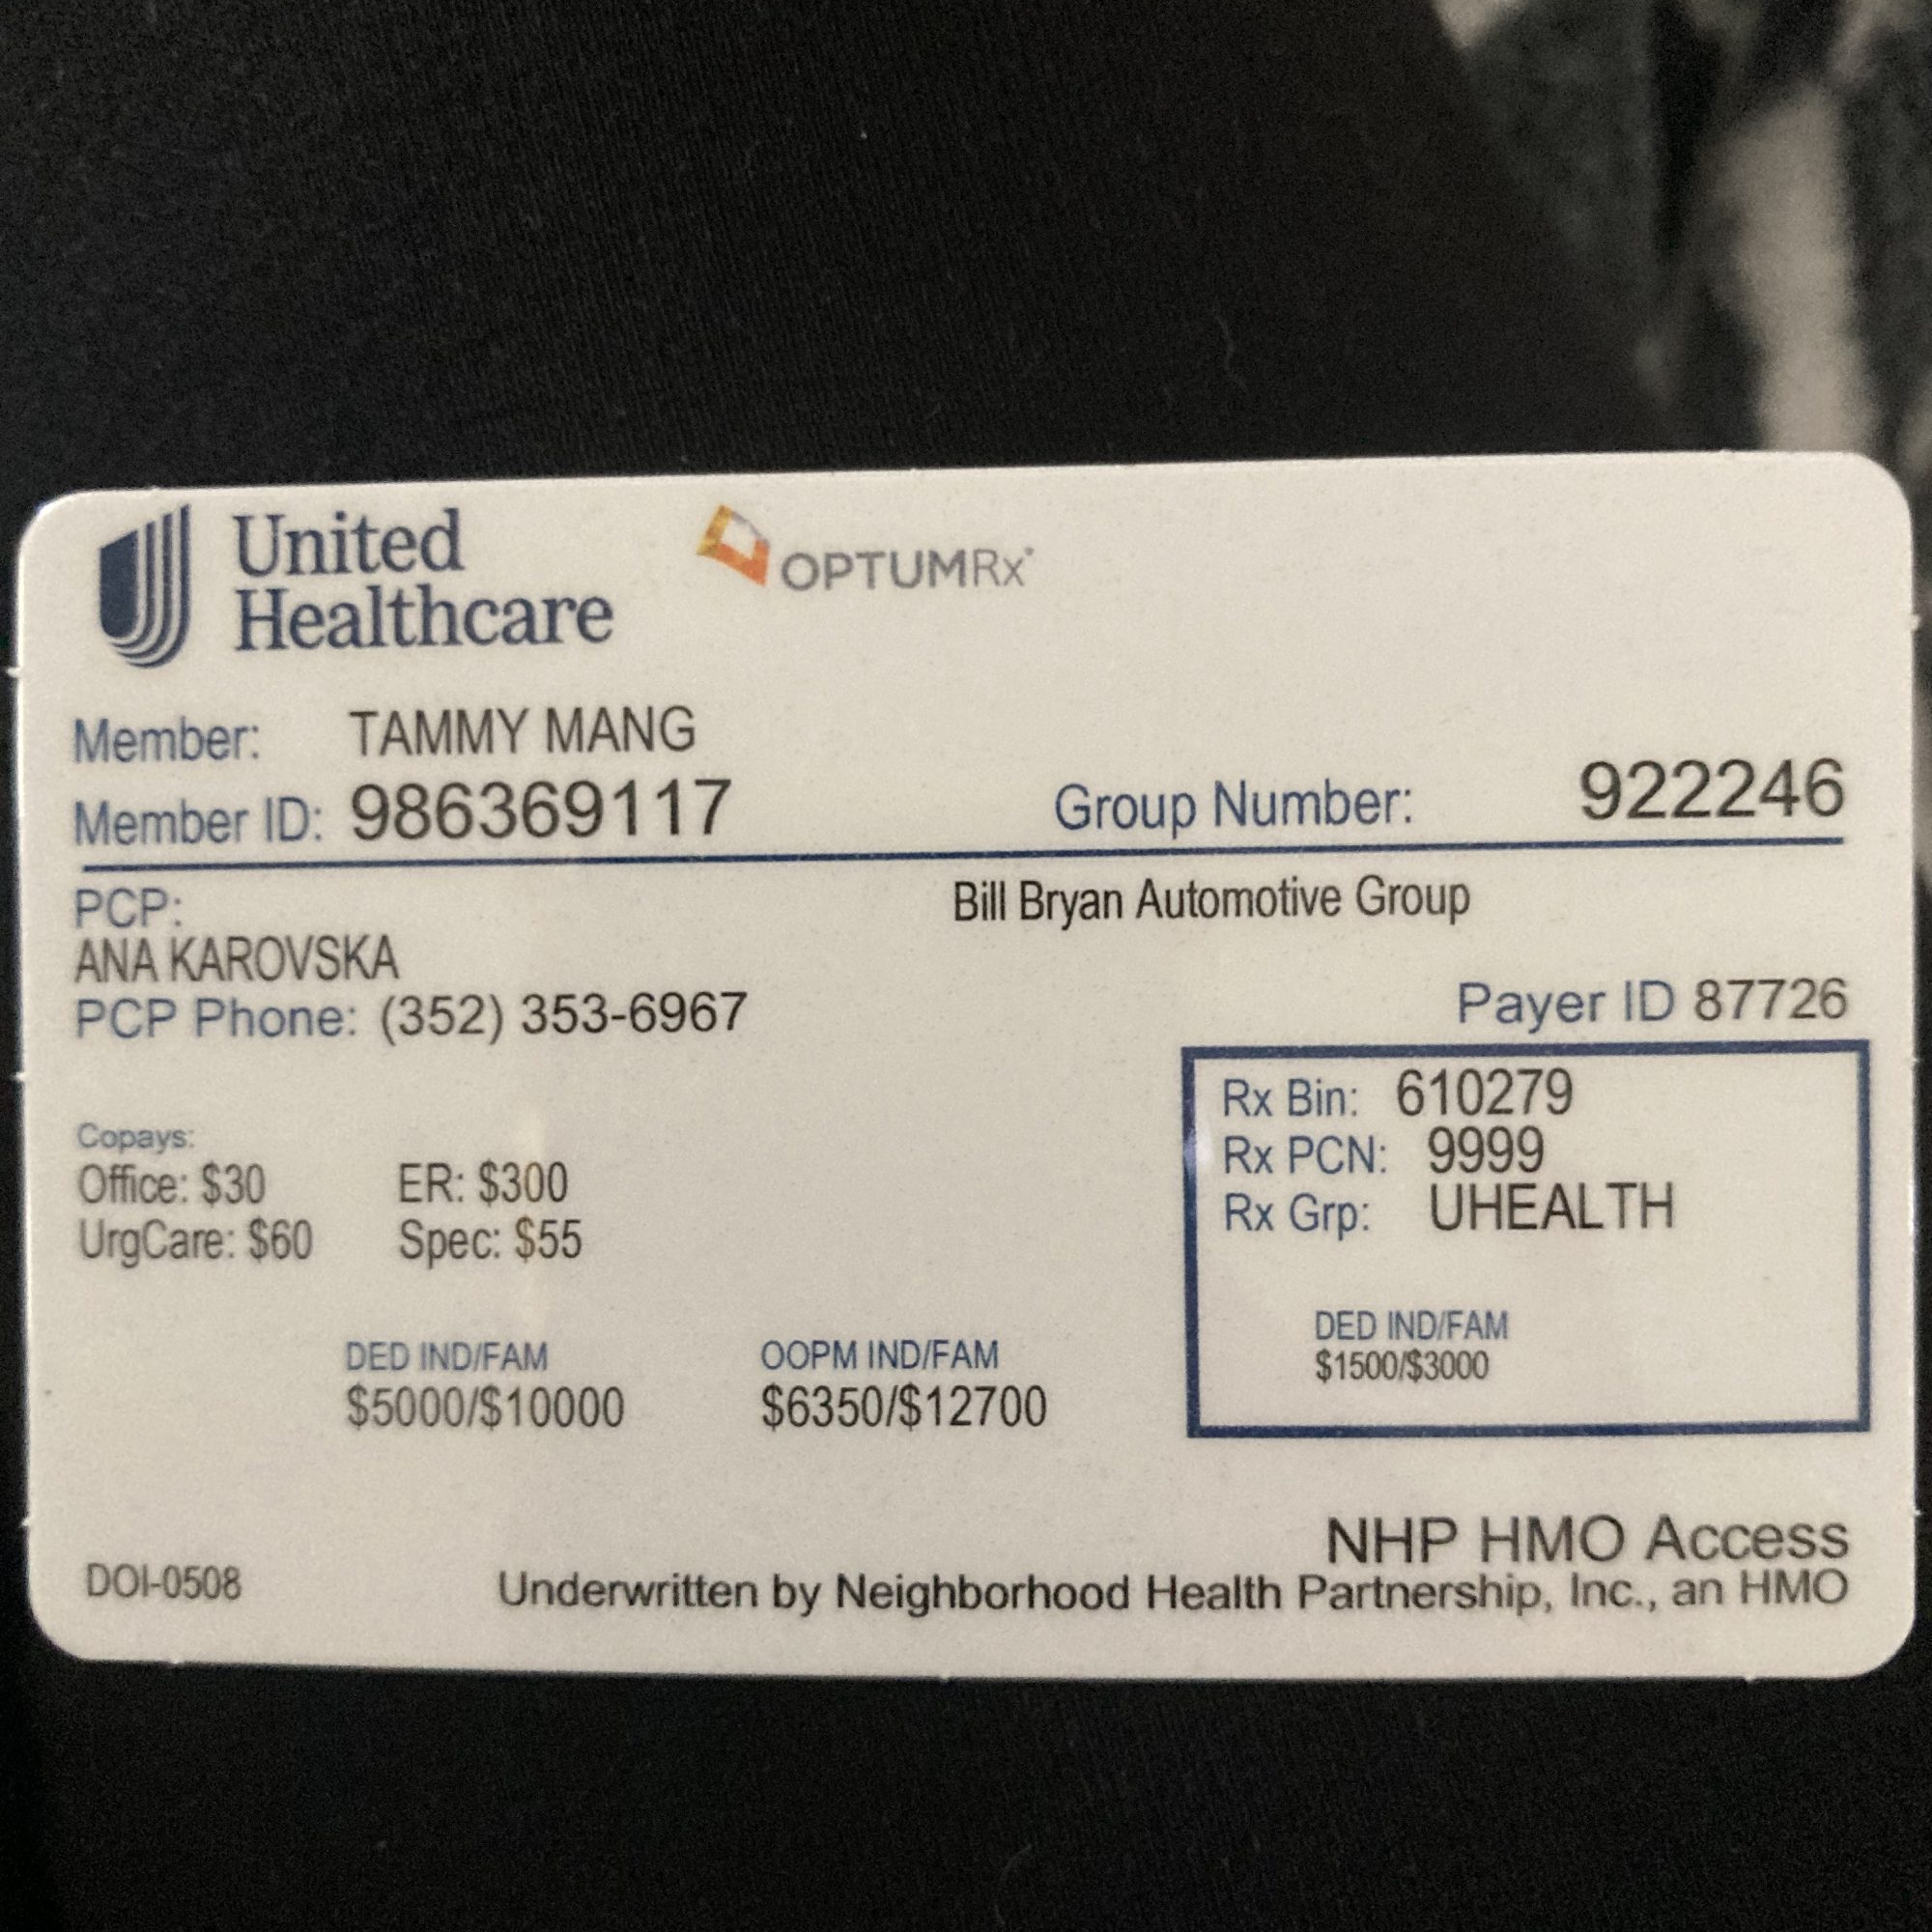 United
Healthcare
OPTUMRx
Member: TAMMY MANG
Member ID: 986369117 Group Number: 922246
PCP: Bill Bryan Automotive Group
ANA KAROVSKA
PCP Phone: (352) 353-6967 Payer ID 87726
Copays:
Office: $30 ER: $300
UrgCare: $60 Spec: $55
Rx Bin: 610279
Rx PCN: 9999
Rx Grp: UHEALTH
DED IND/FAM
$1500/$3000
DED IND/FAM OOPM IND/FAM
$5000/$10000 $6350/$12700
NHP HMO Access
DOI-0508 Underwritten by Neighborhood Health Partnership, Inc., an HMO